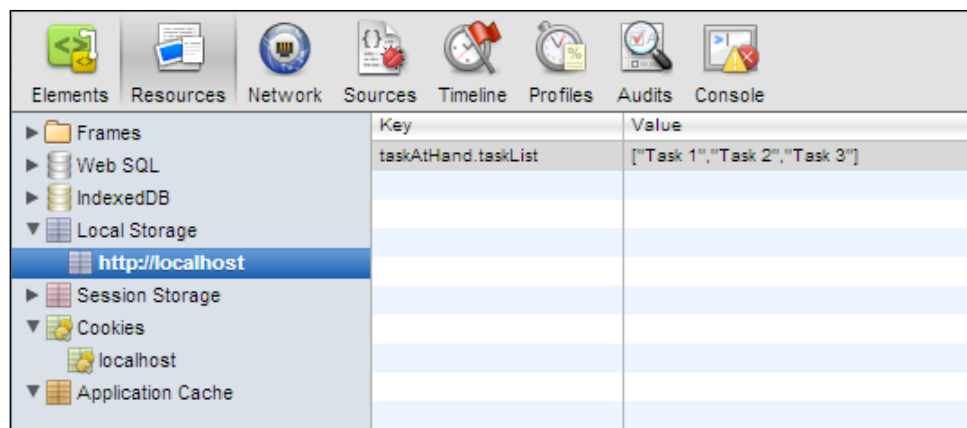 Elements Resources Network Sources Timeline Profiles Audits Console
Frames
Web SQL
IndexedDB
Local Storage
http://localhost
Session Storage
Cookies
localhost
Application Cache
Key Value
taskAtHand.taskList ["Task 1","Task 2","Task 3"]